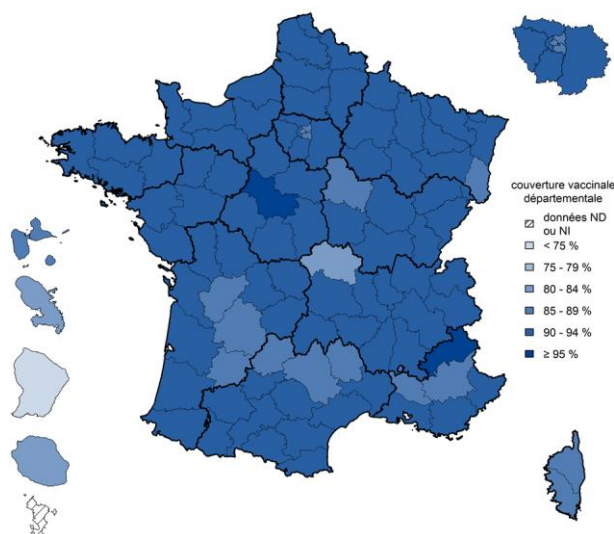 couverture vaccinale
départementale
données ND
ou NI
< 75 %
75 - 79 %
80 - 84 %
85 - 89 %
90 - 94 %
≥ 95 %